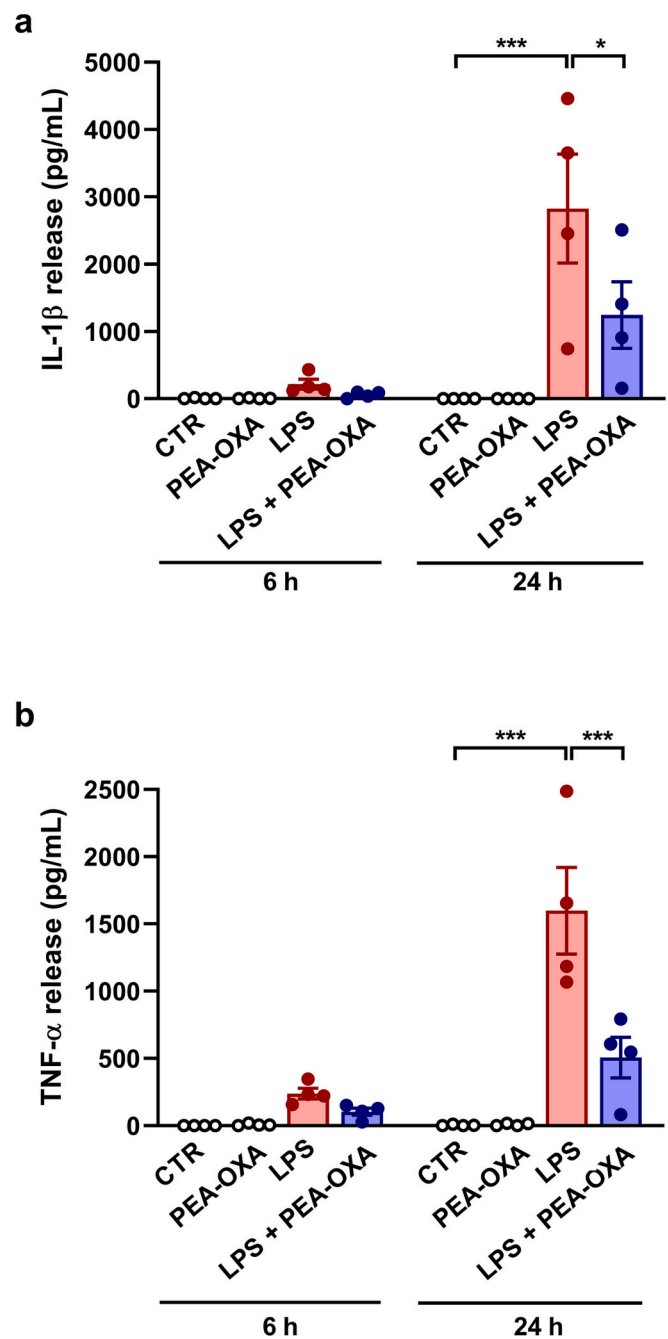 a
*** *
IL-1β release (pg/mL)
5000
4000
3000
2000
1000
0
CTR
PEA-OXA
LPS
LPS + PEA-OXA
CTR
PEA-OXA
LPS
LPS + PEA-OXA
6 h
24 h
b
*** ***
TNF-α release (pg/mL)
2500
2000
1500
1000
500
0
CTR
PEA-OXA
LPS
LPS + PEA-OXA
CTR
PEA-OXA
LPS
LPS + PEA-OXA
6 h
24 h